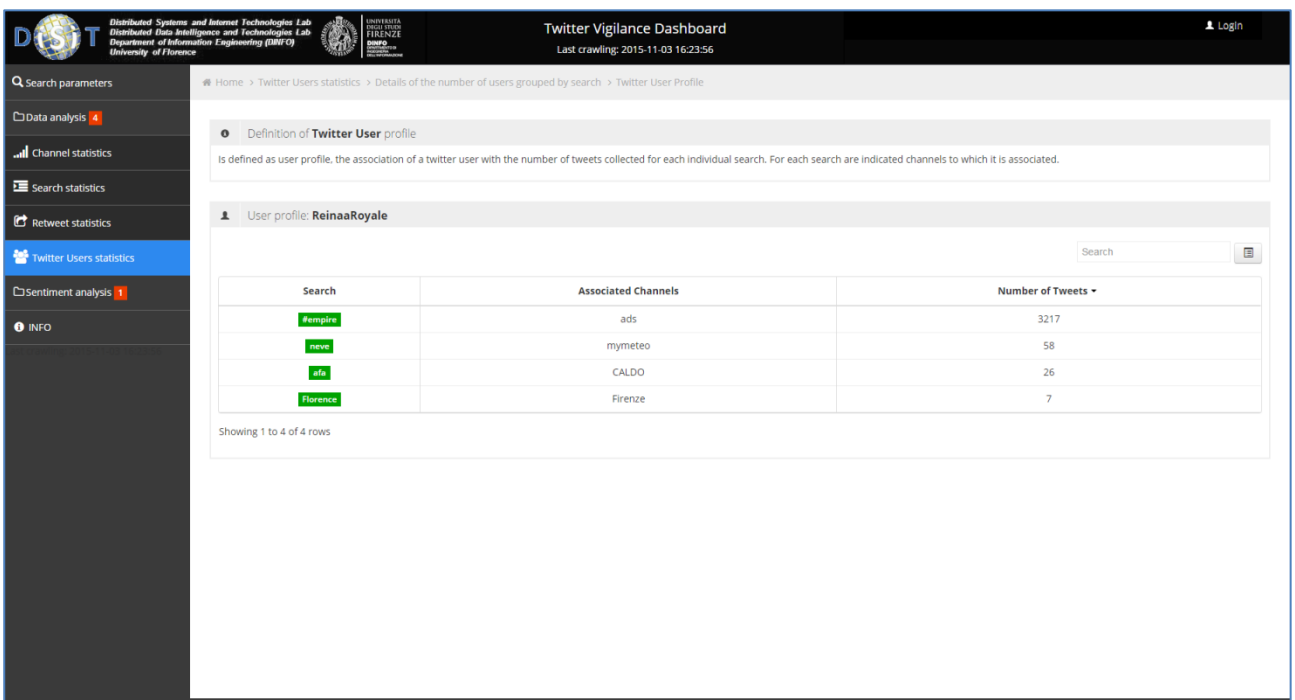 DISIT
Distributed Systems and Internet Technologies Lab
Distributed Data Intelligence and Technologies Lab
Department of Information Engineering (DINFO)
University of Florence
UNIVERSITÀ
DEGLI STUDI
FIRENZE
DINFO
Twitter Vigilance Dashboard
Last crawling: 2015-11-03 16:23:56
Login
Search parameters
Data analysis 4
Channel statistics
Search statistics
Retweet statistics
Twitter Users statistics
Sentiment analysis 1
INFO
Home > Twitter Users statistics > Details of the number of users grouped by search > Twitter User Profile
Definition of Twitter User profile
Is defined as user profile, the association of a twitter user with the number of tweets collected for each individual search. For each search are indicated channels to which it is associated.
User profile: ReinaaRoyale
Search
Search Associated Channels Number of Tweets
#empire ads 3217
neve mymeteo 58
afa CALDO 26
Florence Firenze 7
Showing 1 to 4 of 4 rows